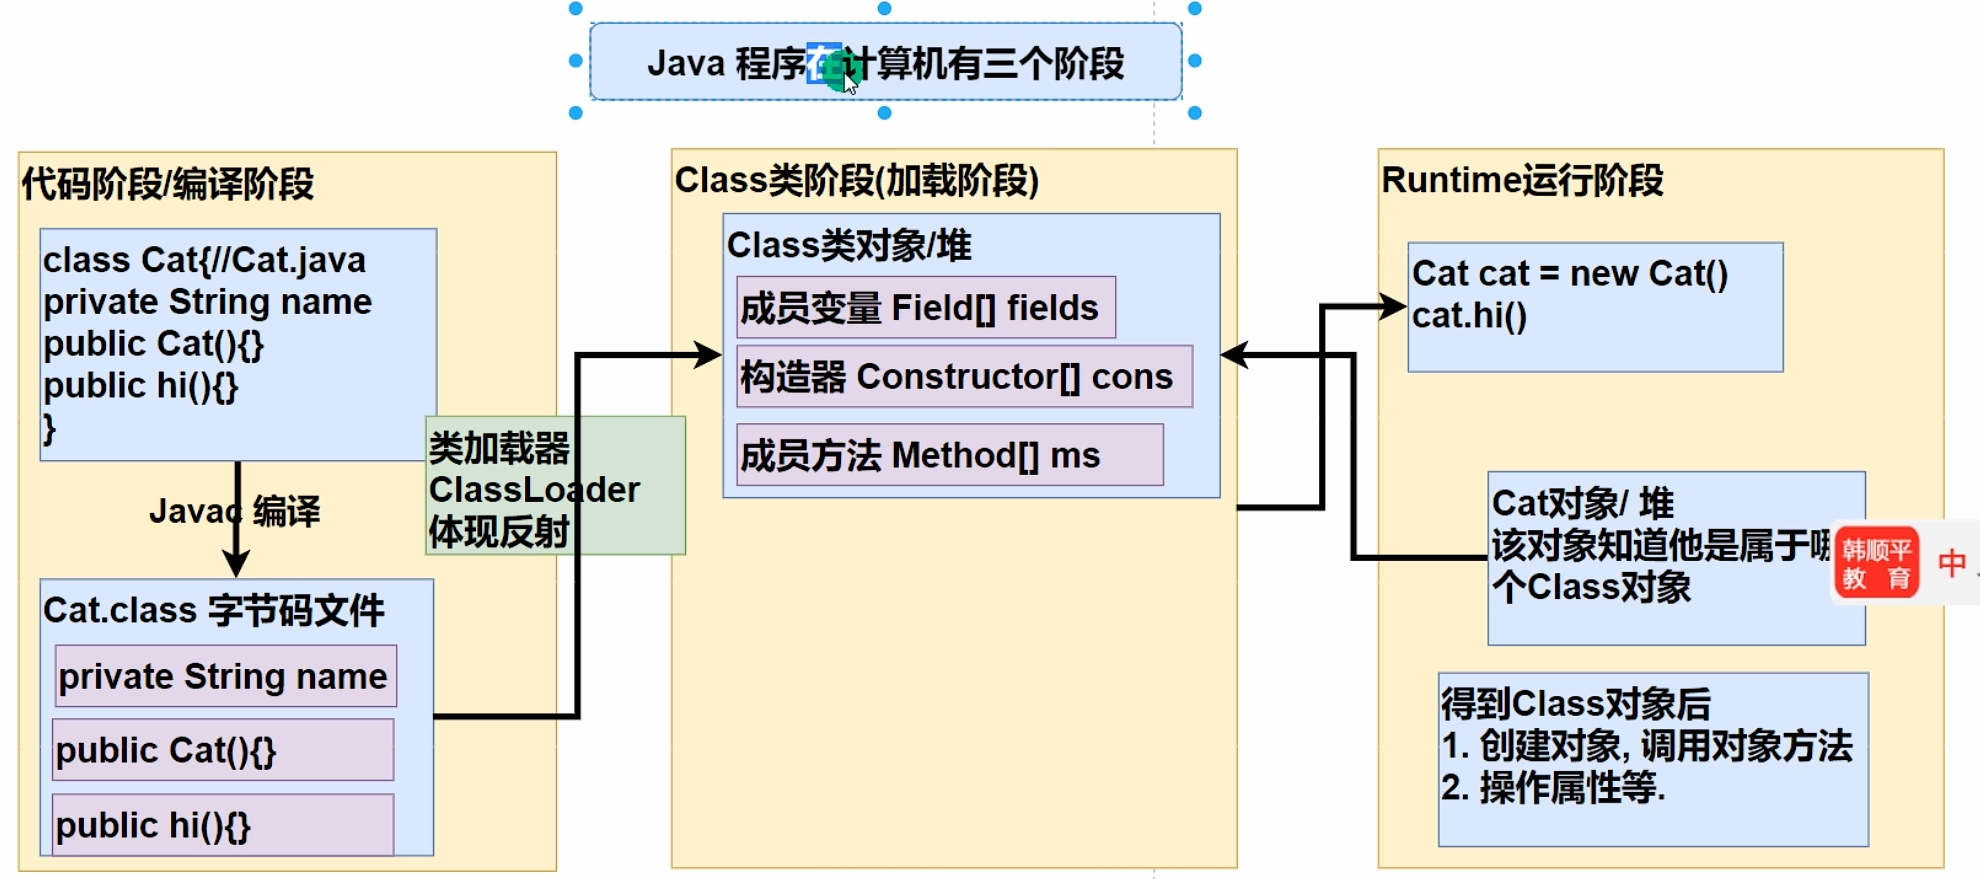 Java 程序在计算机有三个阶段
代码阶段/编译阶段
class Cat{//Cat.java
private String name
public Cat(){}
public hi(){}
}
Javac 编译
Cat.class 字节码文件
private String name
public Cat(){}
public hi(){}
类加载器
ClassLoader
体现反射
Class类阶段(加载阶段)
Class类对象/堆
成员变量 Field[] fields
构造器 Constructor[] cons
成员方法 Method[] ms
Runtime运行阶段
Cat cat = new Cat()
cat.hi()
Cat对象/ 堆
该对象知道他是属于哪
个Class对象
得到Class对象后
1. 创建对象, 调用对象方法
2. 操作属性等.
韩顺平
教 育
中